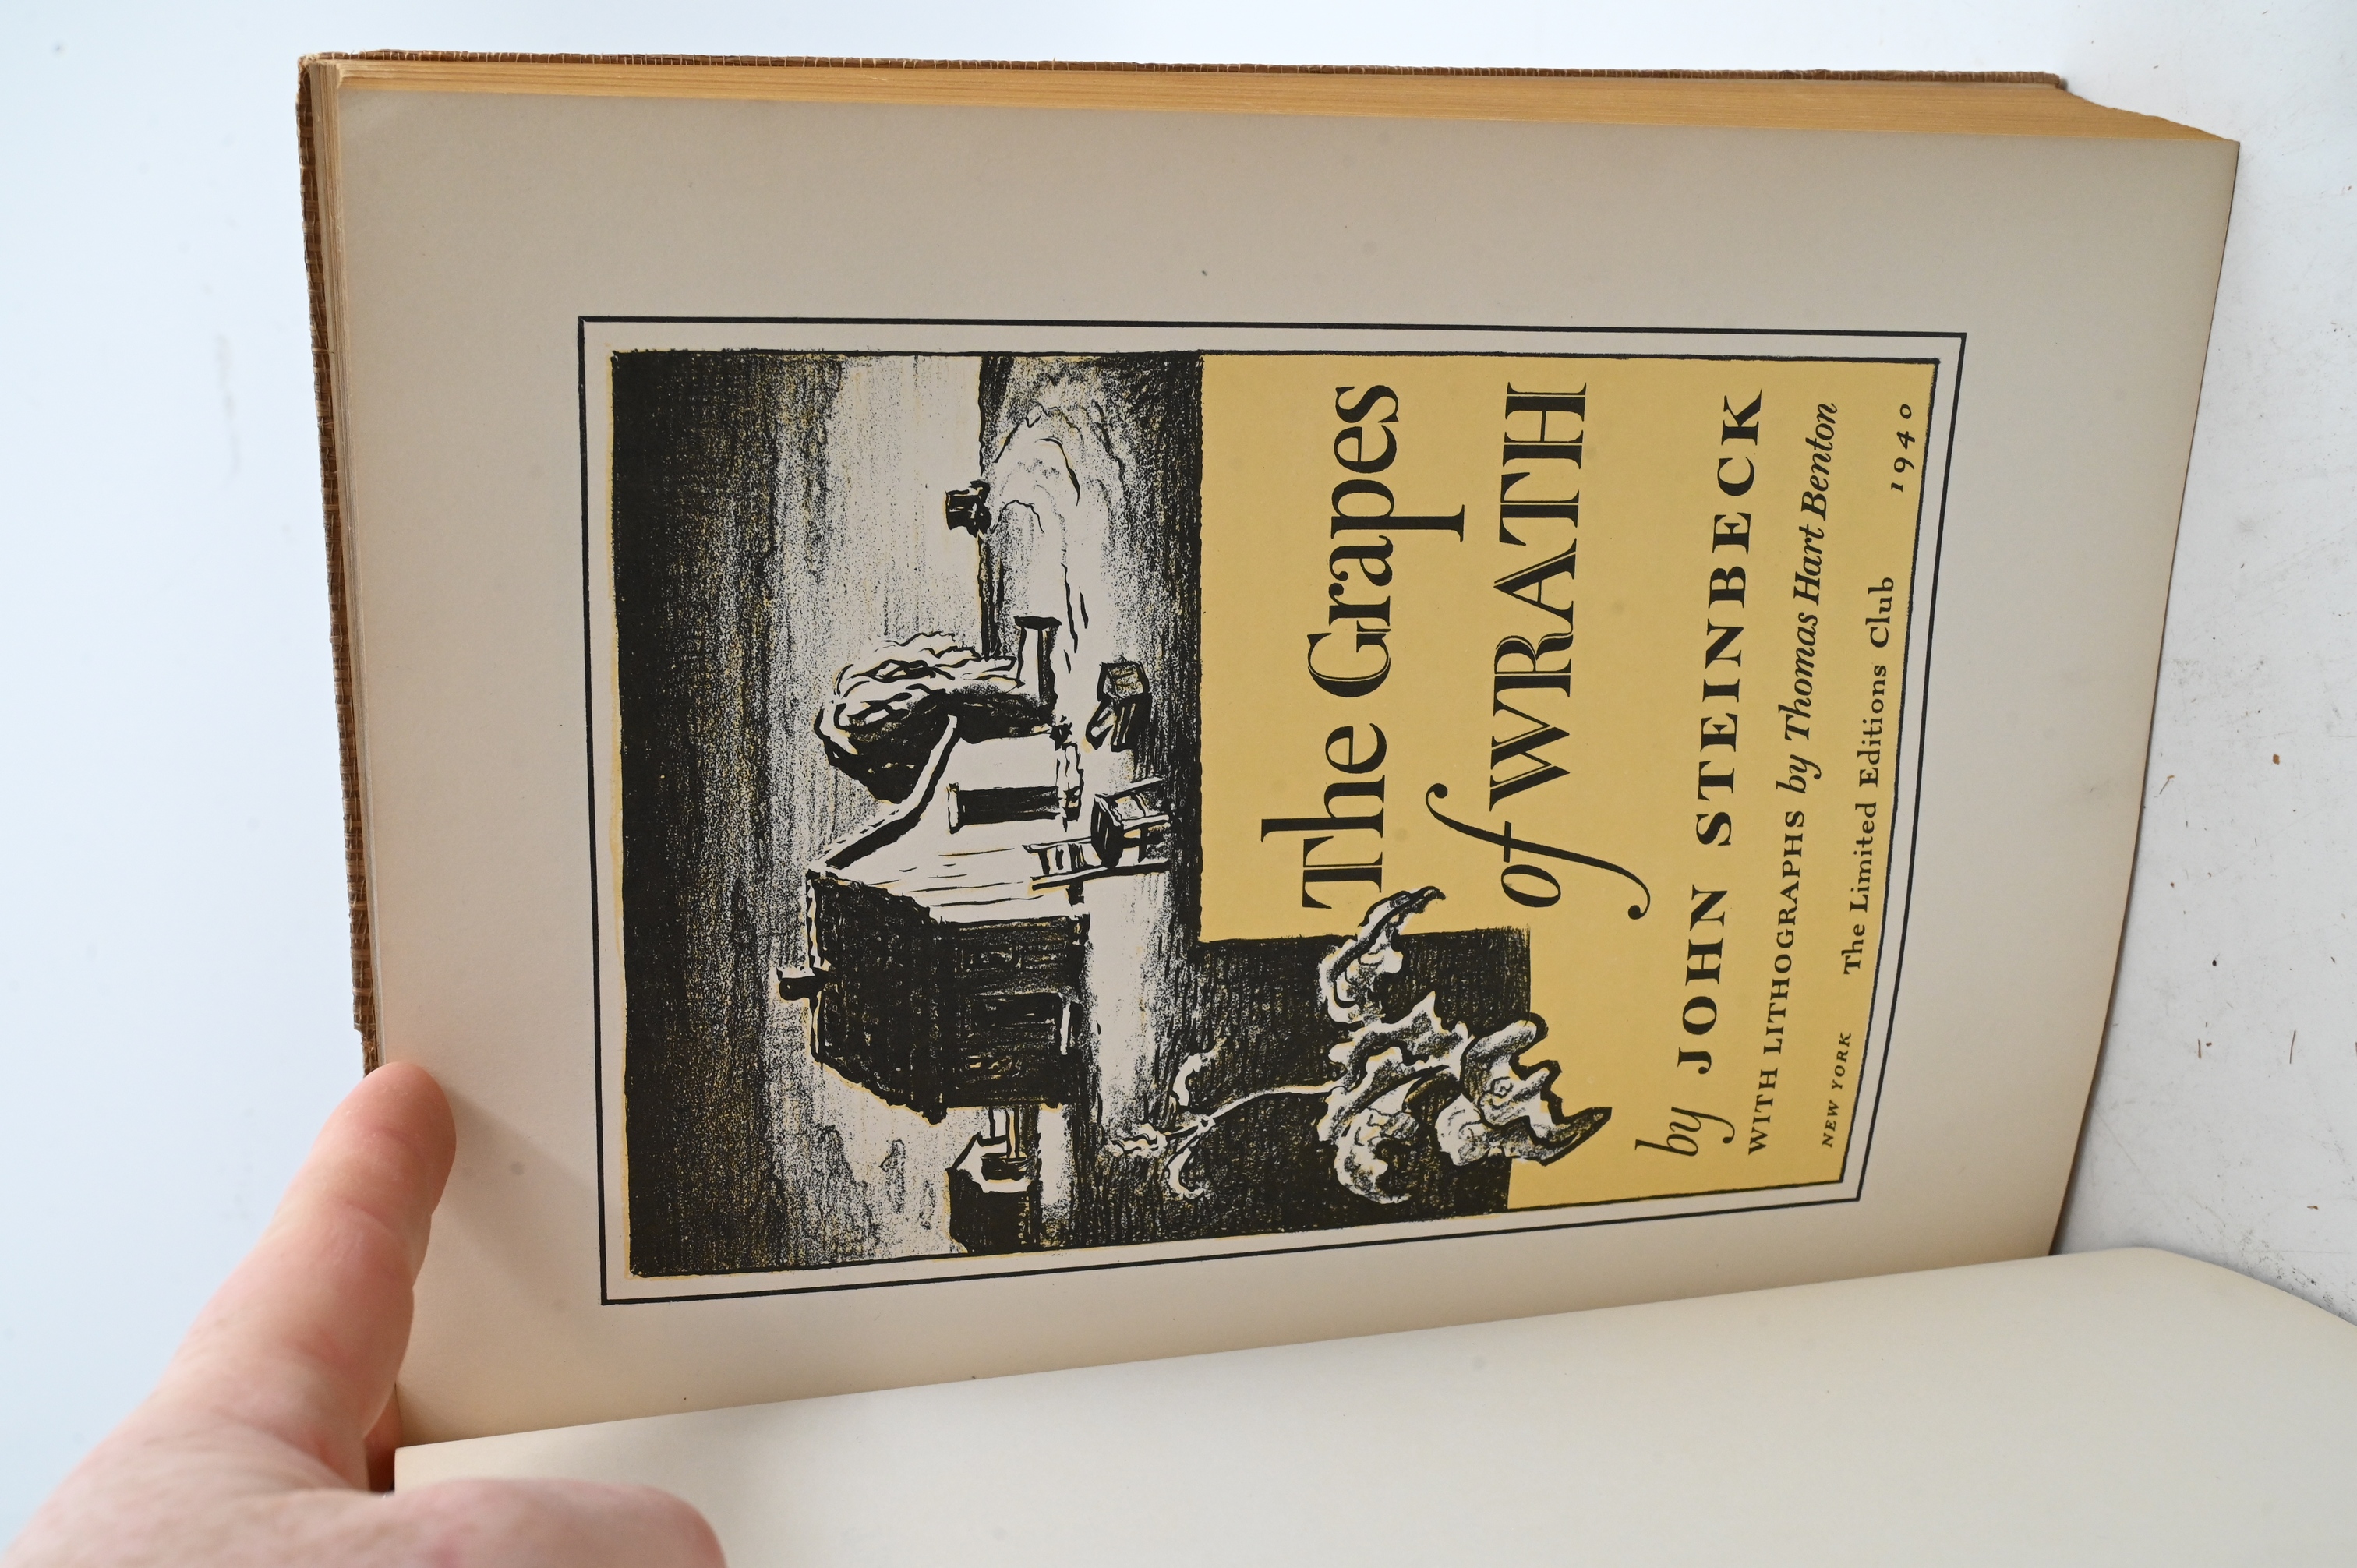 The Grapes
of WRATH
by JOHN STEINBECK
WITH LITHOGRAPHS by Thomas Hart Benton
NEW YORK The Limited Editions Club 1940